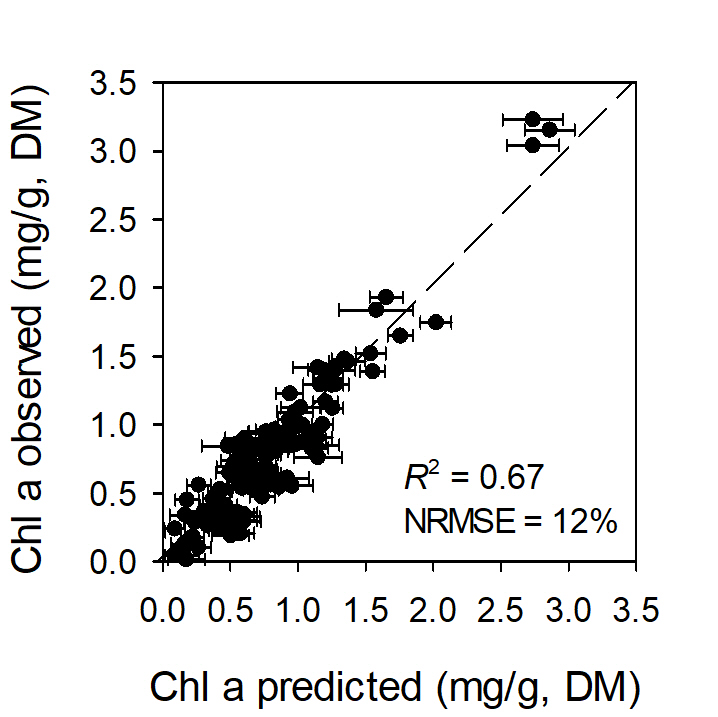 Chl a observed (mg/g, DM)
3.5
3.0
2.5
2.0
1.5
1.0
0.5
0.0
R² = 0.67
NRMSE = 12%
0.0 0.5 1.0 1.5 2.0 2.5 3.0 3.5
Chl a predicted (mg/g, DM)